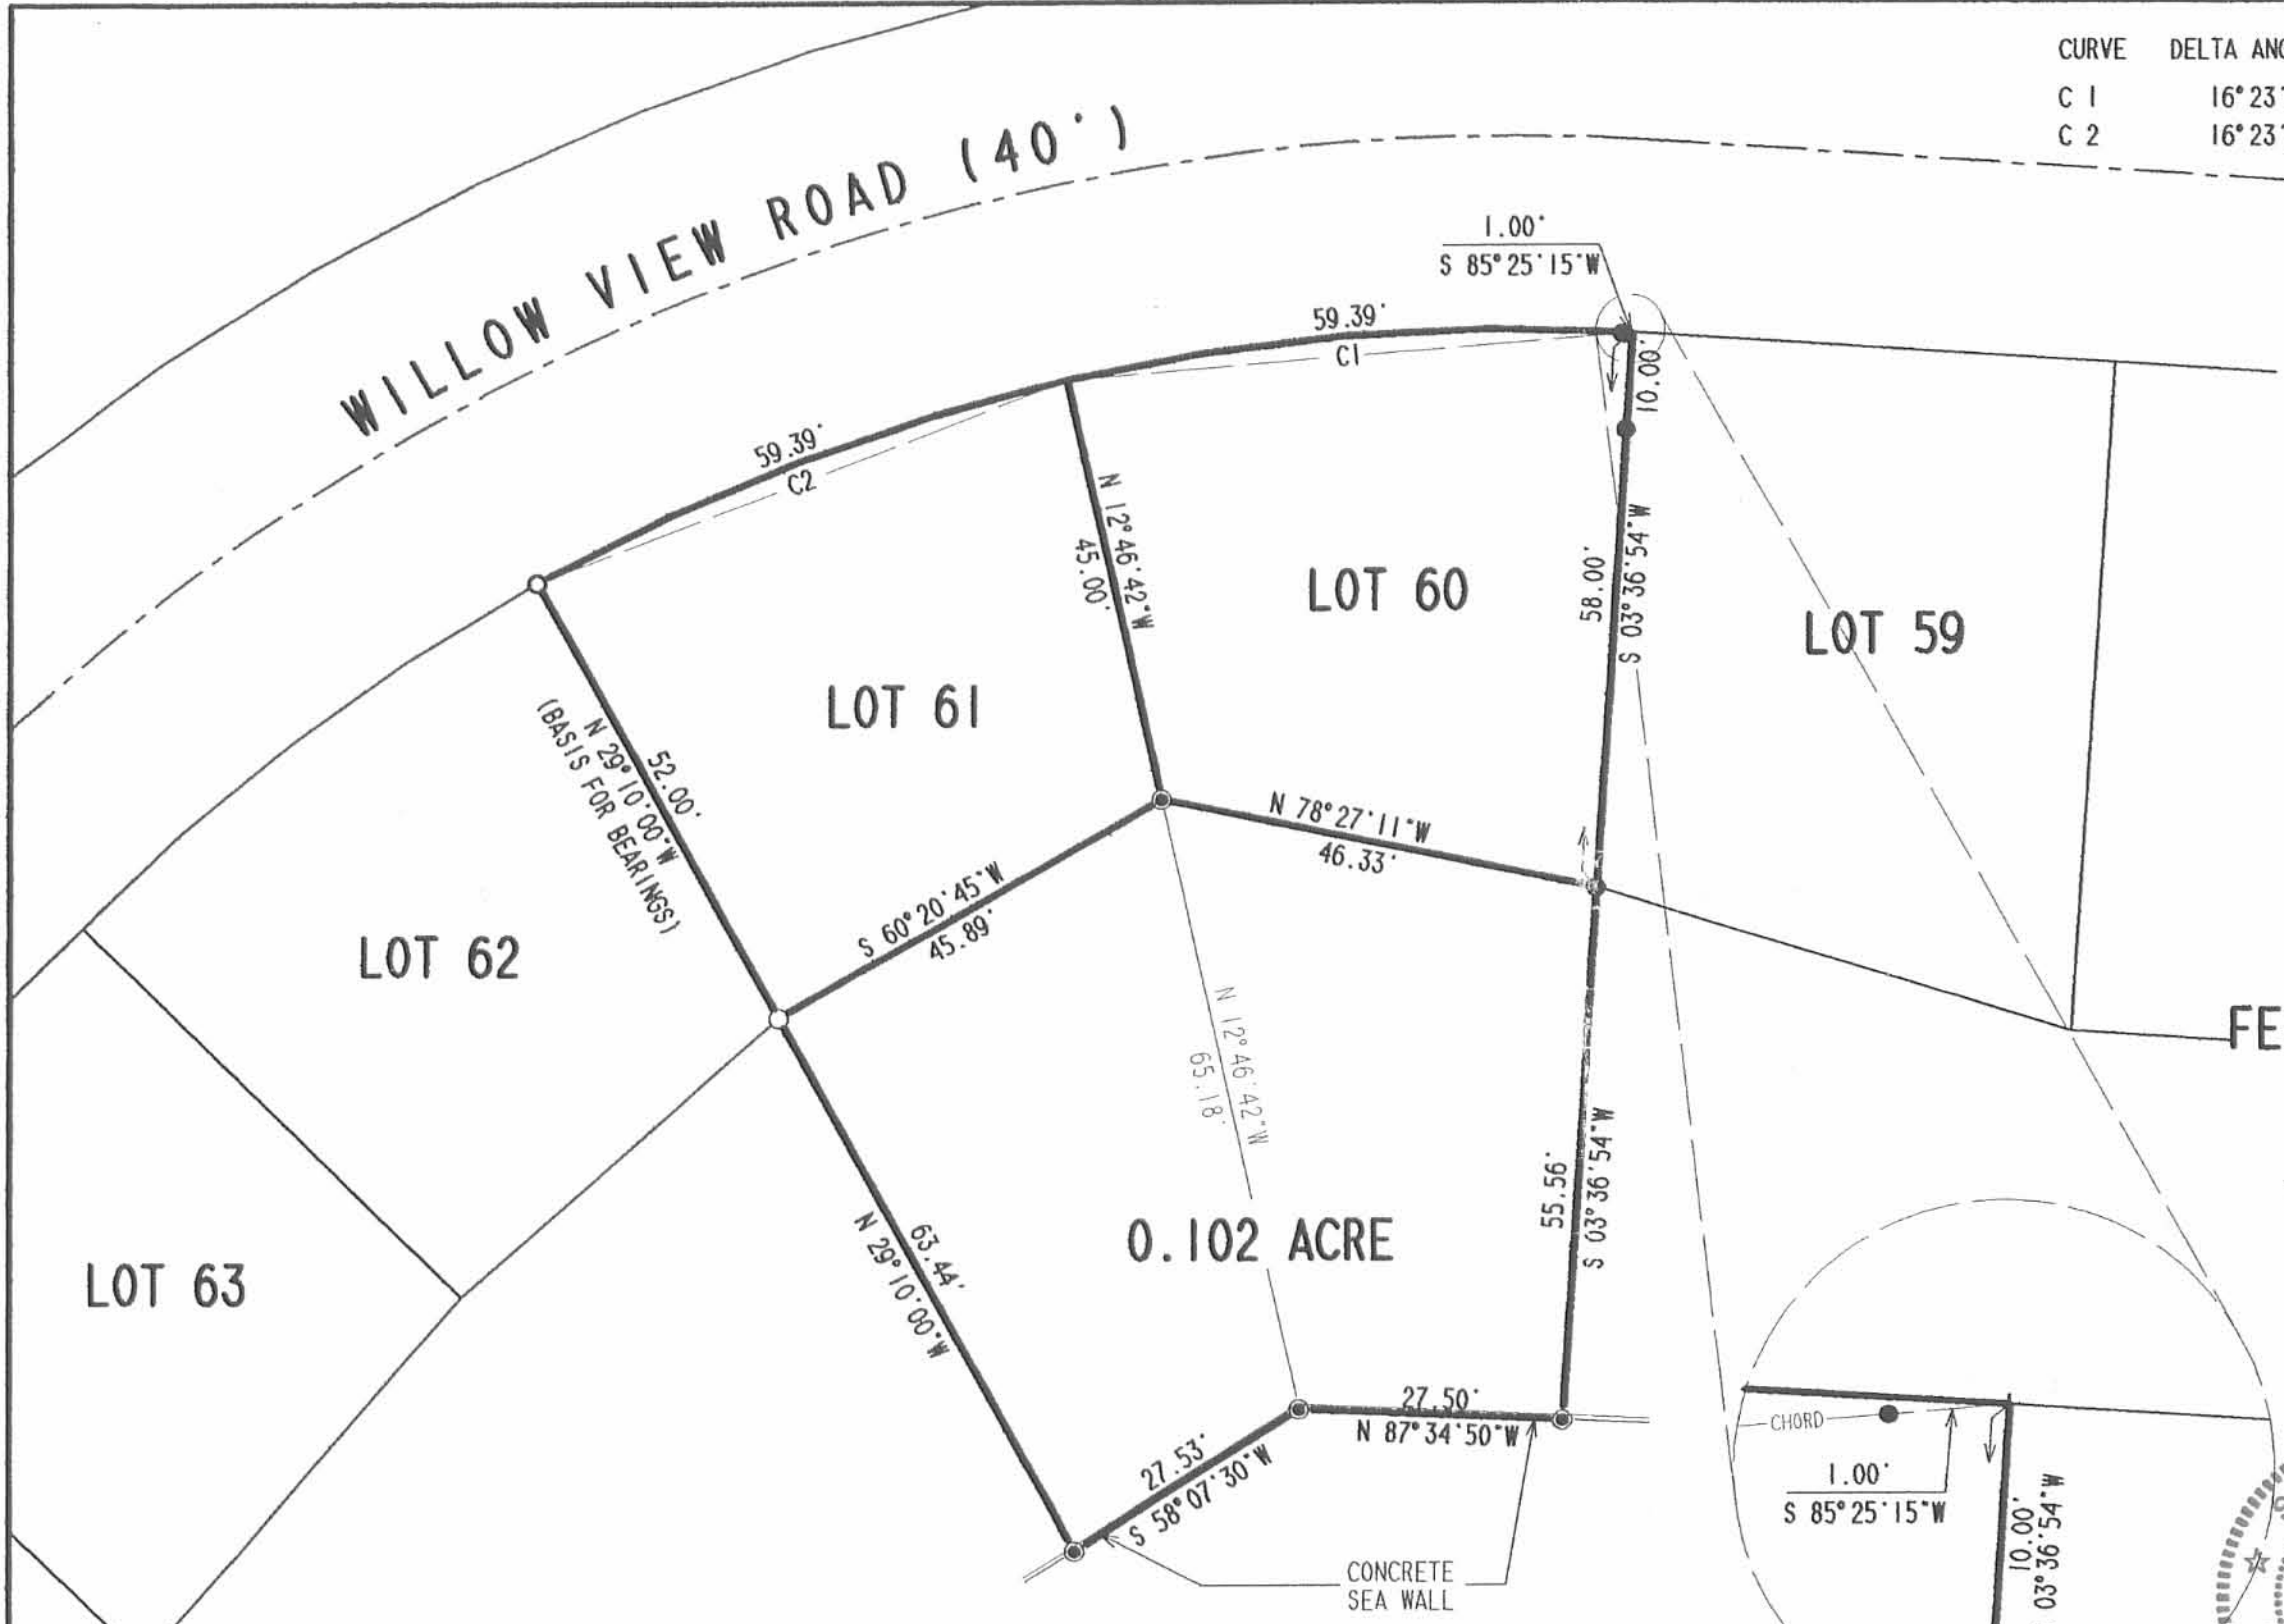 CURVE DELTA ANG
C 1 16° 23'
C 2 16° 23'
WILLOW VIEW ROAD (40')
1.00'
S 85° 25' 15" W
59.39'
C1
10.00'
59.39'
C2
N 12° 46' 42" W
45.00'
58.00'
S 03° 36' 54" W
LOT 60
LOT 59
LOT 61
52.00'
N 29° 10' 00" W
(BASIS FOR BEARINGS)
N 78° 27' 11" W
46.33'
S 60° 20' 45" W
45.89'
LOT 62
N 12° 46' 42" W
65.18'
FE
55.56'
S 03° 36' 54" W
0.102 ACRE
LOT 63
63.44'
N 29° 10' 00" W
27.50'
N 87° 34' 50" W
27.53'
S 58° 07' 30" W
CONCRETE
SEA WALL
CHORD
1.00'
S 85° 25' 15" W
10.00'
03° 36' 54" W